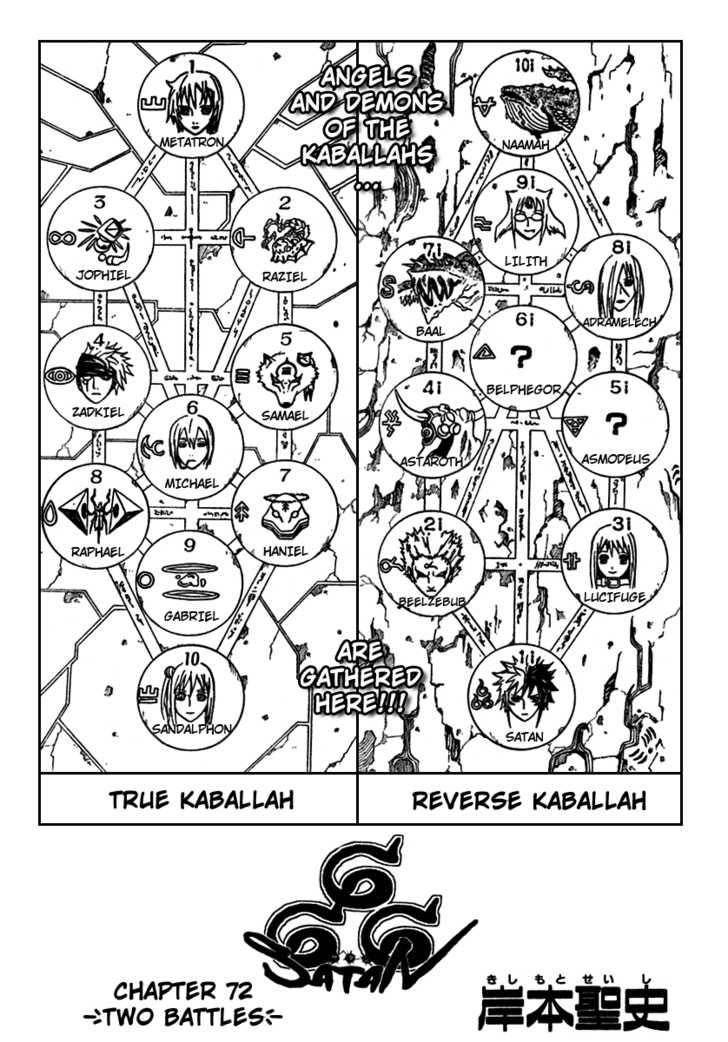 ANGELS
AND DEMONS
OF THE
KABALLAHS
...
1
METATRON
3
JOPHIEL
2
RAZIEL
4
ZADKIEL
5
SAMAEL
6
MICHAEL
8
RAPHAEL
7
HANIEL
9
GABRIEL
10
SANDALPHON
10i
NAAMAH
9i
LILITH
7i
BAAL
8i
ADRAMELECH
6i
?
BELPHEGOR
4i
ASTAROTH
5i
?
ASMODEUS
2i
BEELZEBUB
3i
LUCIFUGE
1i
SATAN
ARE
GATHERED
HERE!!!
TRUE KABALLAH
REVERSE KABALLAH
666
SATAN
CHAPTER 72
-TWO BATTLES-
きしもとせいし
岸本聖史